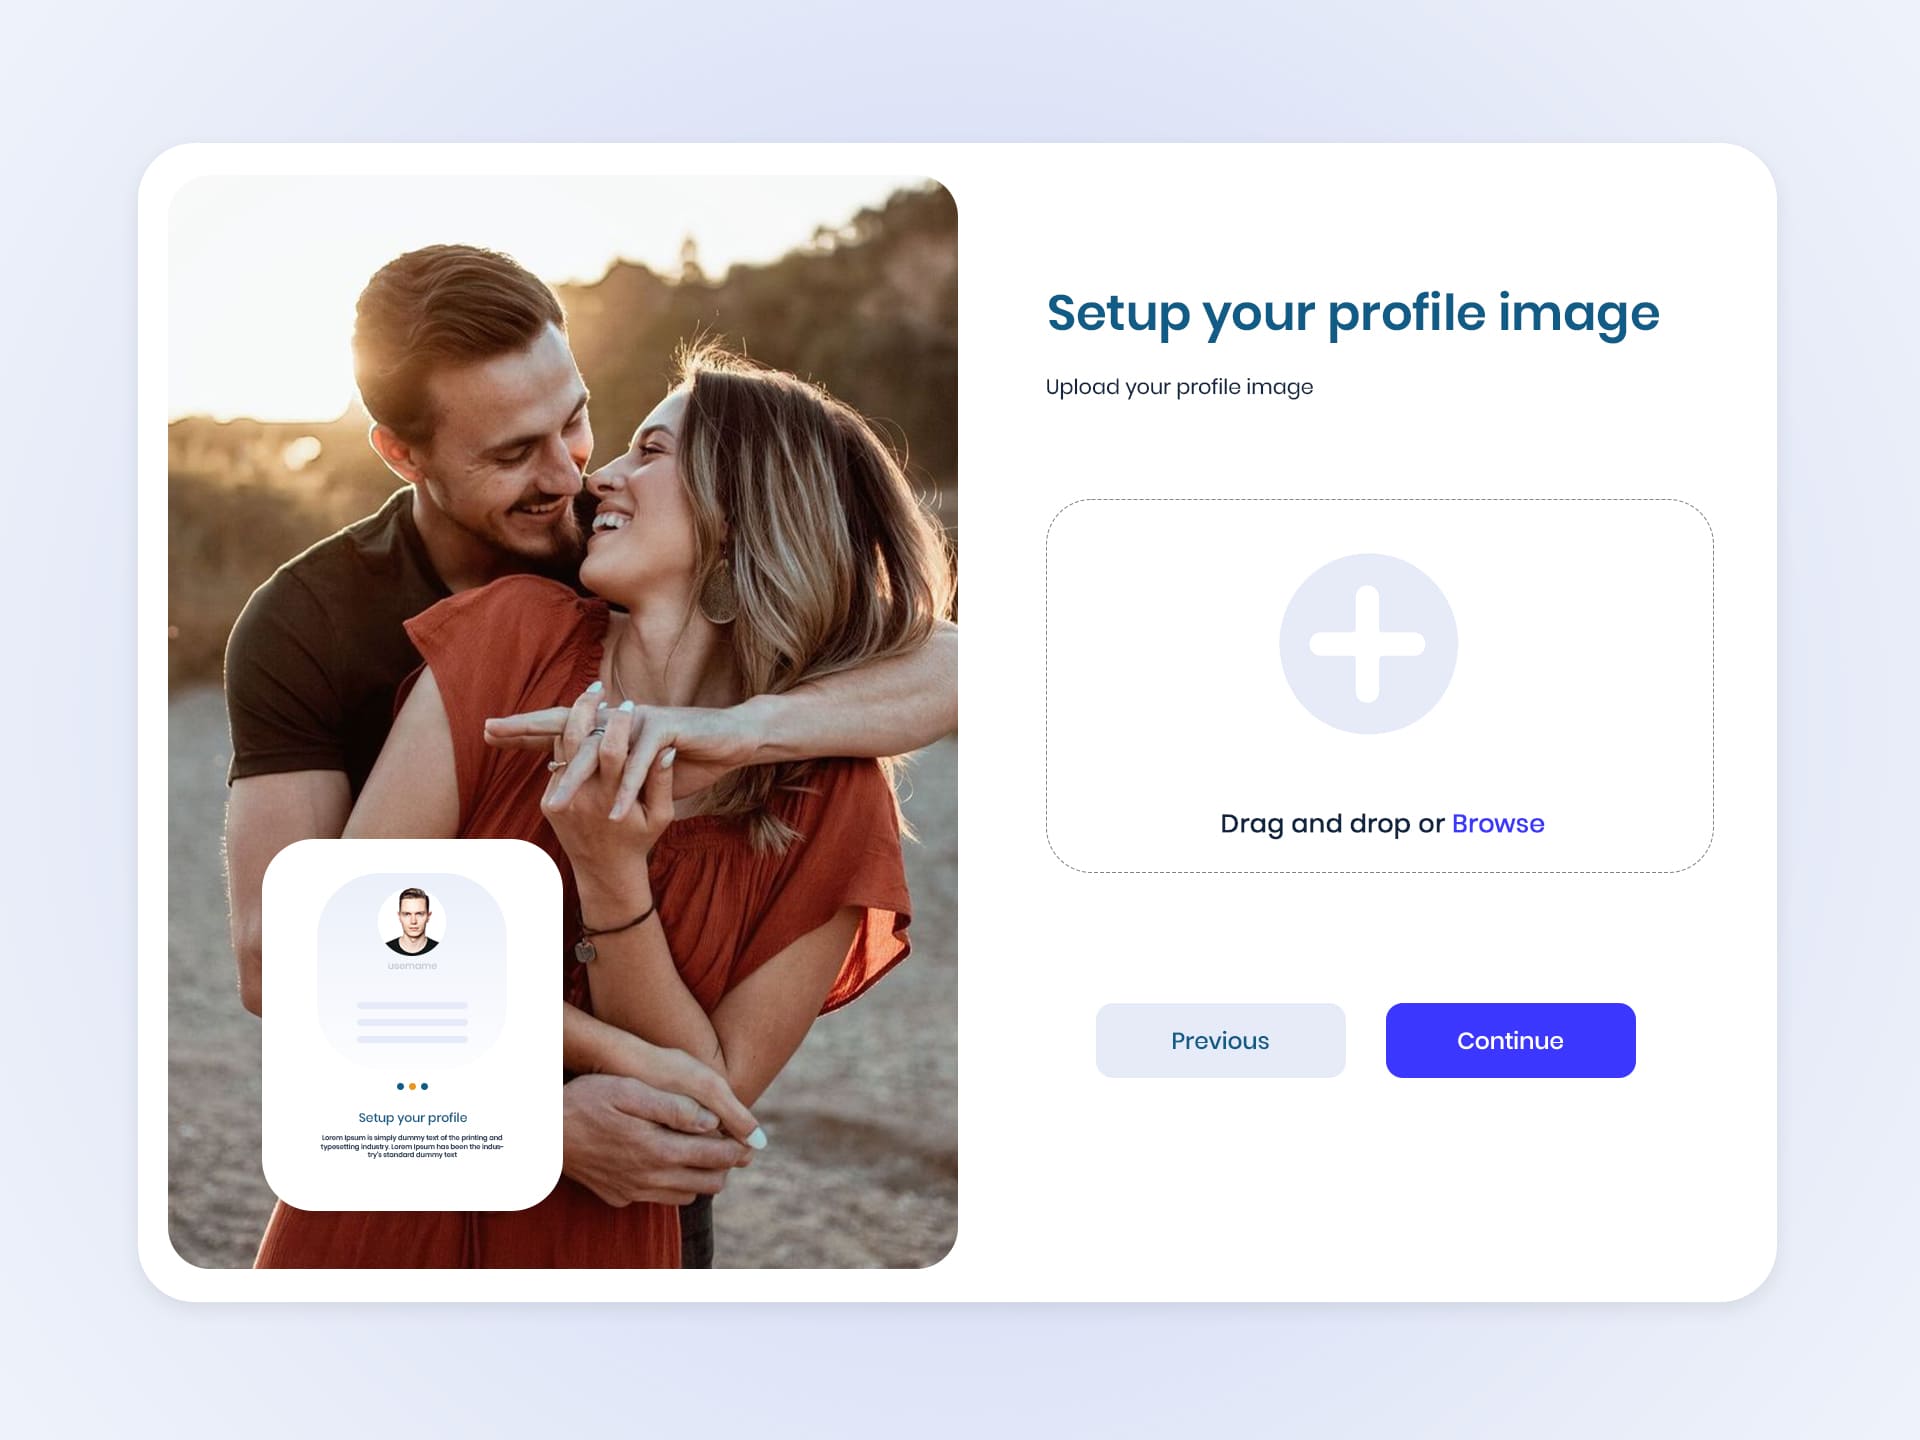 Setup your profile image
Upload your profile image
Drag and drop or Browse
Previous
Continue
username
Setup your profile
Lorem Ipsum is simply dummy text of the printing and
typesetting industry. Lorem Ipsum has been the indus-
try's standard dummy text